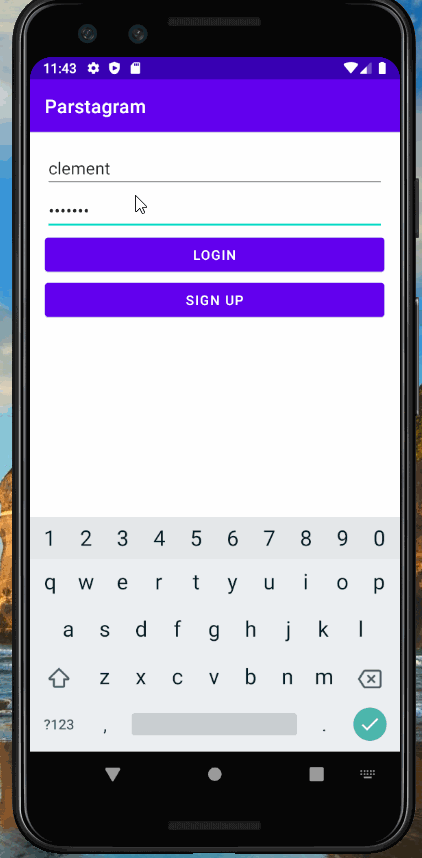 11:43
Parstagram
clement
•••••••
LOGIN
SIGN UP
1 2 3 4 5 6 7 8 9 0
q w e r t y u i o p
a s d f g h j k l
z x c v b n m
?123 , .